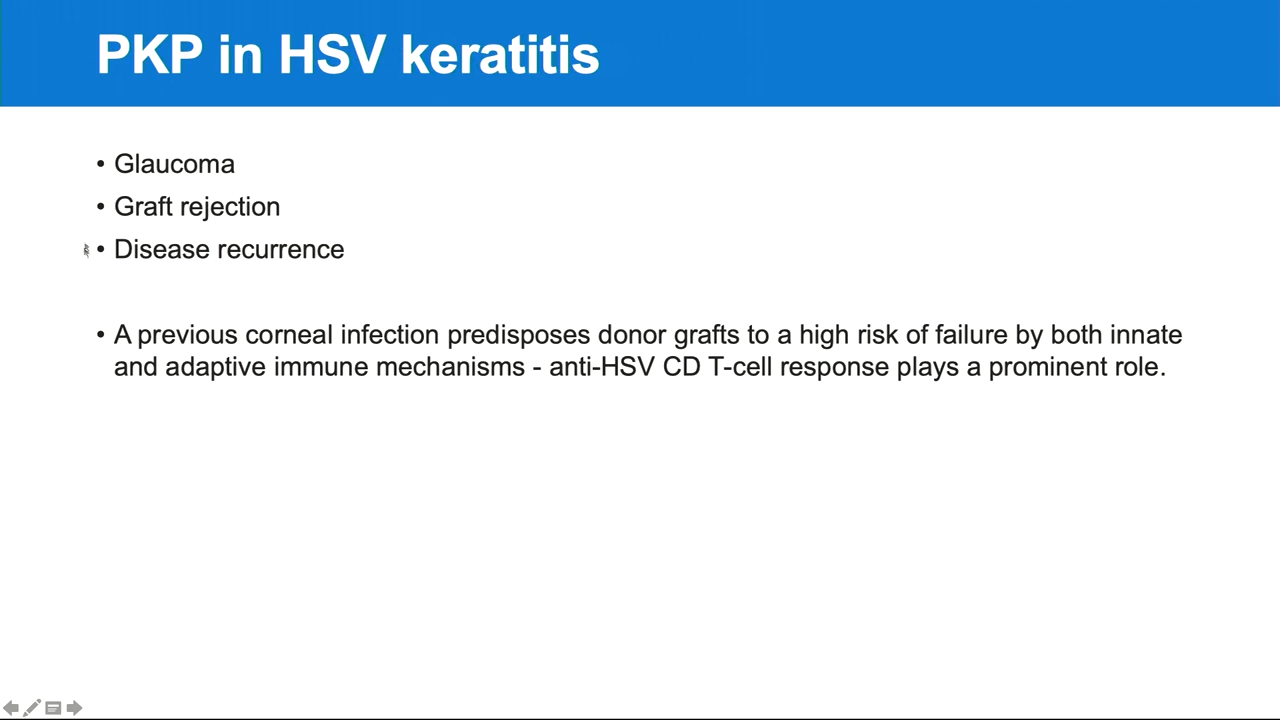 PKP in HSV keratitis
• Glaucoma
• Graft rejection
• Disease recurrence
• A previous corneal infection predisposes donor grafts to a high risk of failure by both innate
and adaptive immune mechanisms - anti-HSV CD T-cell response plays a prominent role.